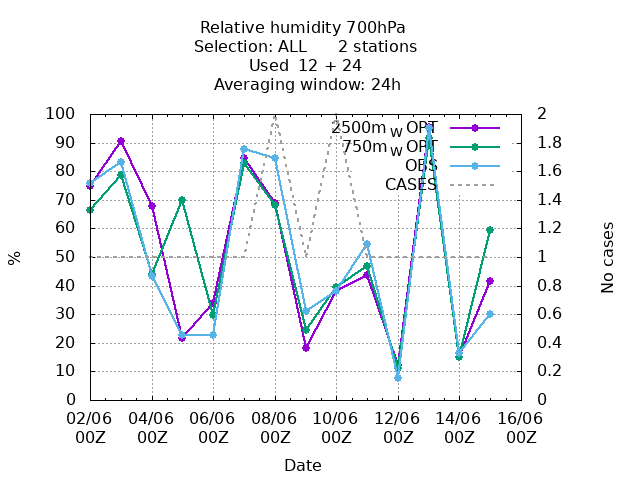 Relative humidity 700hPa
Selection: ALL 2 stations
Used 12 + 24
Averaging window: 24h
100 2
90 1.8
80 1.6
70 1.4
60 1.2
50 1
40 0.8
30 0.6
20 0.4
10 0.2
0 0
%
No cases
2500m W OPT
750m W OPT
OBS
CASES
02/06 04/06 06/06 08/06 10/06 12/06 14/06 16/06
00Z 00Z 00Z 00Z 00Z 00Z 00Z 00Z
Date